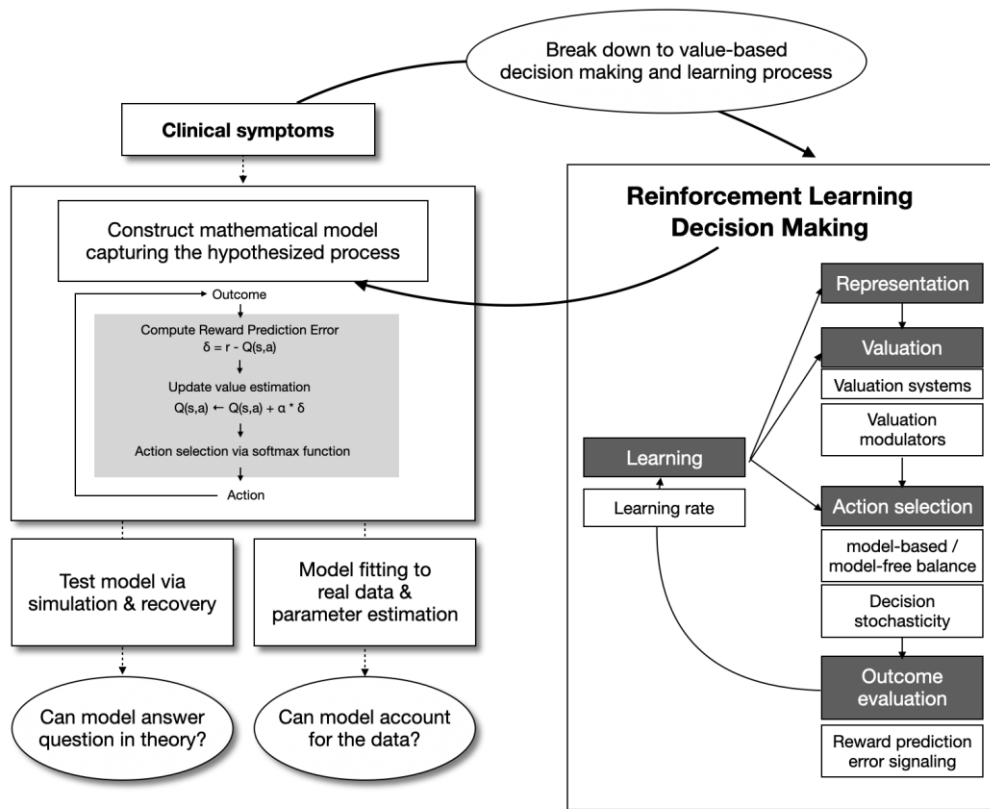 Break down to value-based
decision making and learning process
Clinical symptoms
Construct mathematical model
capturing the hypothesized process
Outcome
Compute Reward Prediction Error
δ = r - Q(s,a)
Update value estimation
Q(s,a) ← Q(s,a) + α * δ
Action selection via softmax function
Action
Test model via
simulation & recovery
Model fitting to
real data &
parameter estimation
Can model answer
question in theory?
Can model account
for the data?
Reinforcement Learning
Decision Making
Representation
Valuation
Valuation systems
Valuation
modulators
Learning
Learning rate
Action selection
model-based /
model-free balance
Decision
stochasticity
Outcome
evaluation
Reward prediction
error signaling